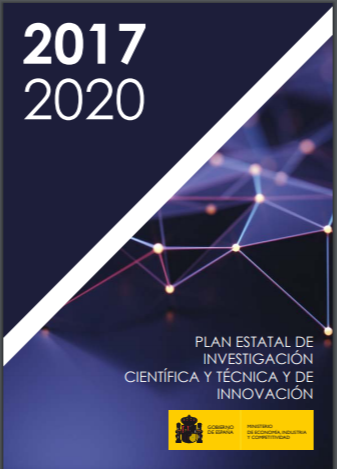 2017
2020
PLAN ESTATAL DE
INVESTIGACIÓN
CIENTÍFICA Y TÉCNICA Y DE
INNOVACIÓN
GOBIERNO
DE ESPAÑA
MINISTERIO
DE ECONOMÍA, INDUSTRIA
Y COMPETITIVIDAD